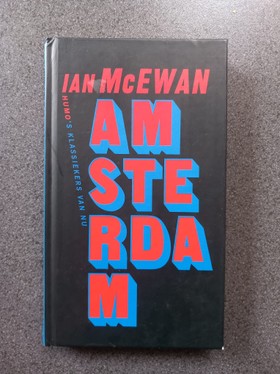 IAN McEWAN
HUMO'S KLASSIEKERS VAN NU
AM
STE
RDA
M